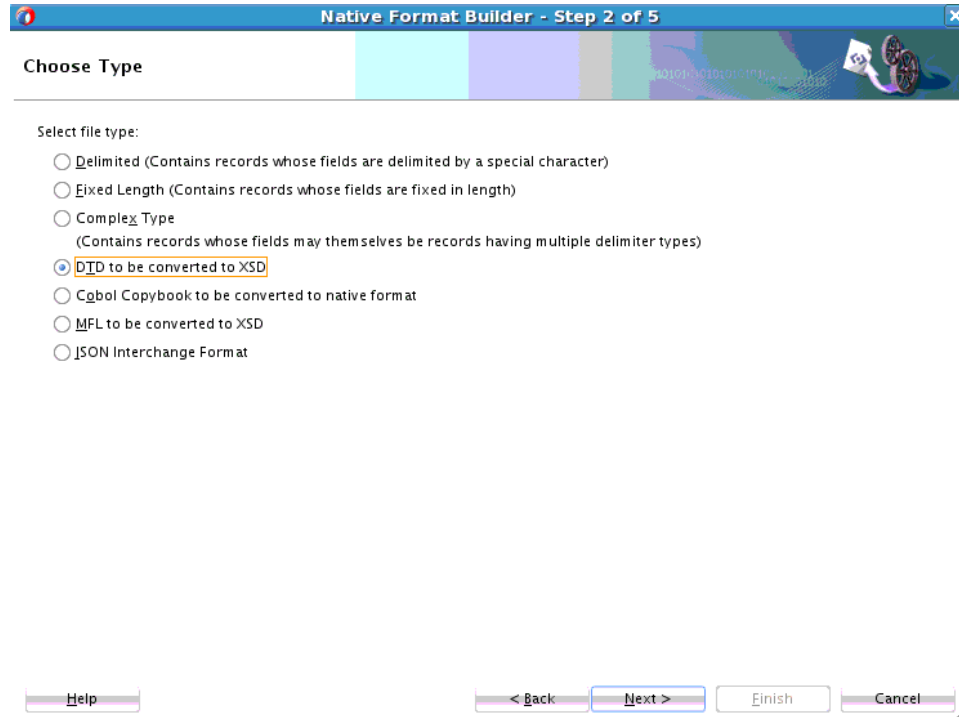 Native Format Builder - Step 2 of 5
Choose Type
Select file type:
Delimited (Contains records whose fields are delimited by a special character)
Fixed Length (Contains records whose fields are fixed in length)
Complex Type
(Contains records whose fields may themselves be records having multiple delimiter types)
DTD to be converted to XSD
Cobol Copybook to be converted to native format
MFL to be converted to XSD
JSON Interchange Format
Help < Back Next > Finish Cancel